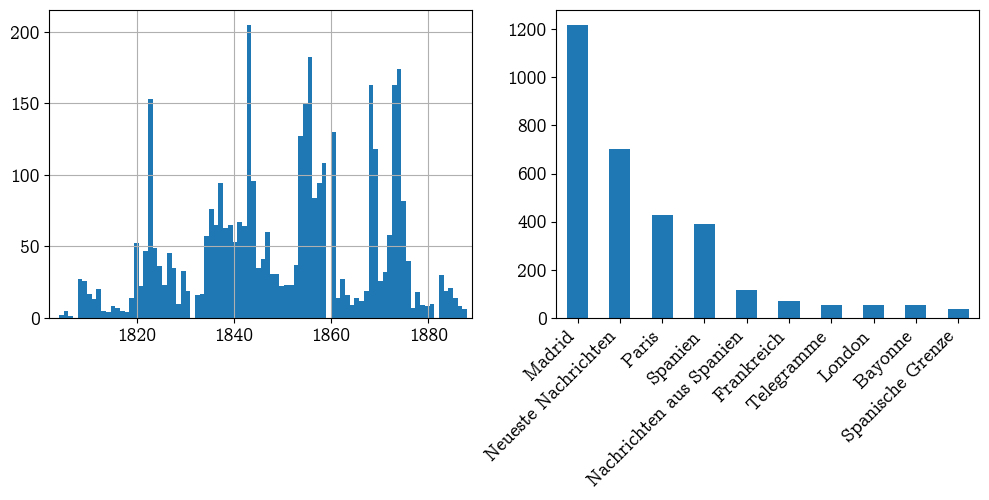 200
150
100
50
0
1820 1840 1860 1880
1200
1000
800
600
400
200
0
Madrid
Neueste Nachrichten
Paris
Spanien
Nachrichten aus Spanien
Frankreich
Telegramme
London
Bayonne
Spanische Grenze